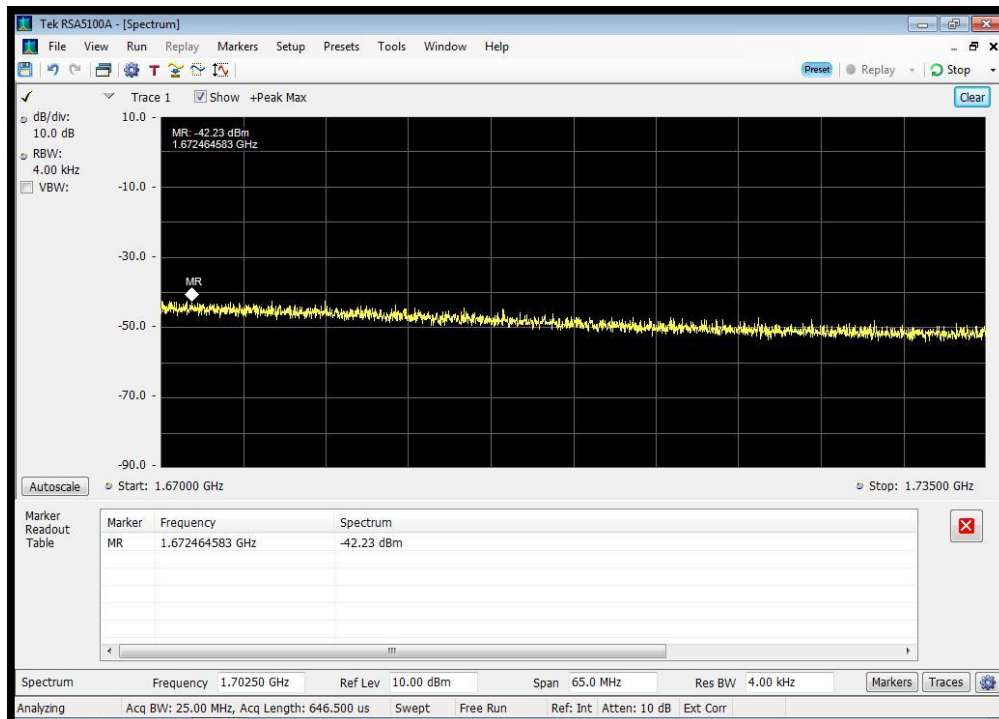 Tek RSA5100A - [Spectrum]
File View Run Replay Markers Setup Presets Tools Window Help
T Preset Replay Stop
Trace 1 Show +Peak Max Clear
dB/div:
10.0 dB
RBW:
4.00 kHz
VBW:
10.0 -
-10.0 -
-30.0 -
-50.0 -
-70.0 -
-90.0 -
MR: -42.23 dBm
1.672464583 GHz
MR
Autoscale Start: 1.67000 GHz Stop: 1.73500 GHz
Marker
Readout
Table
Marker Frequency Spectrum
MR 1.672464583 GHz -42.23 dBm
Spectrum Frequency 1.70250 GHz Ref Lev 10.00 dBm Span 65.0 MHz Res BW 4.00 kHz Markers Traces
Analyzing Acq BW: 25.00 MHz, Acq Length: 646.500 us Swept Free Run Ref: Int Atten: 10 dB Ext Corr